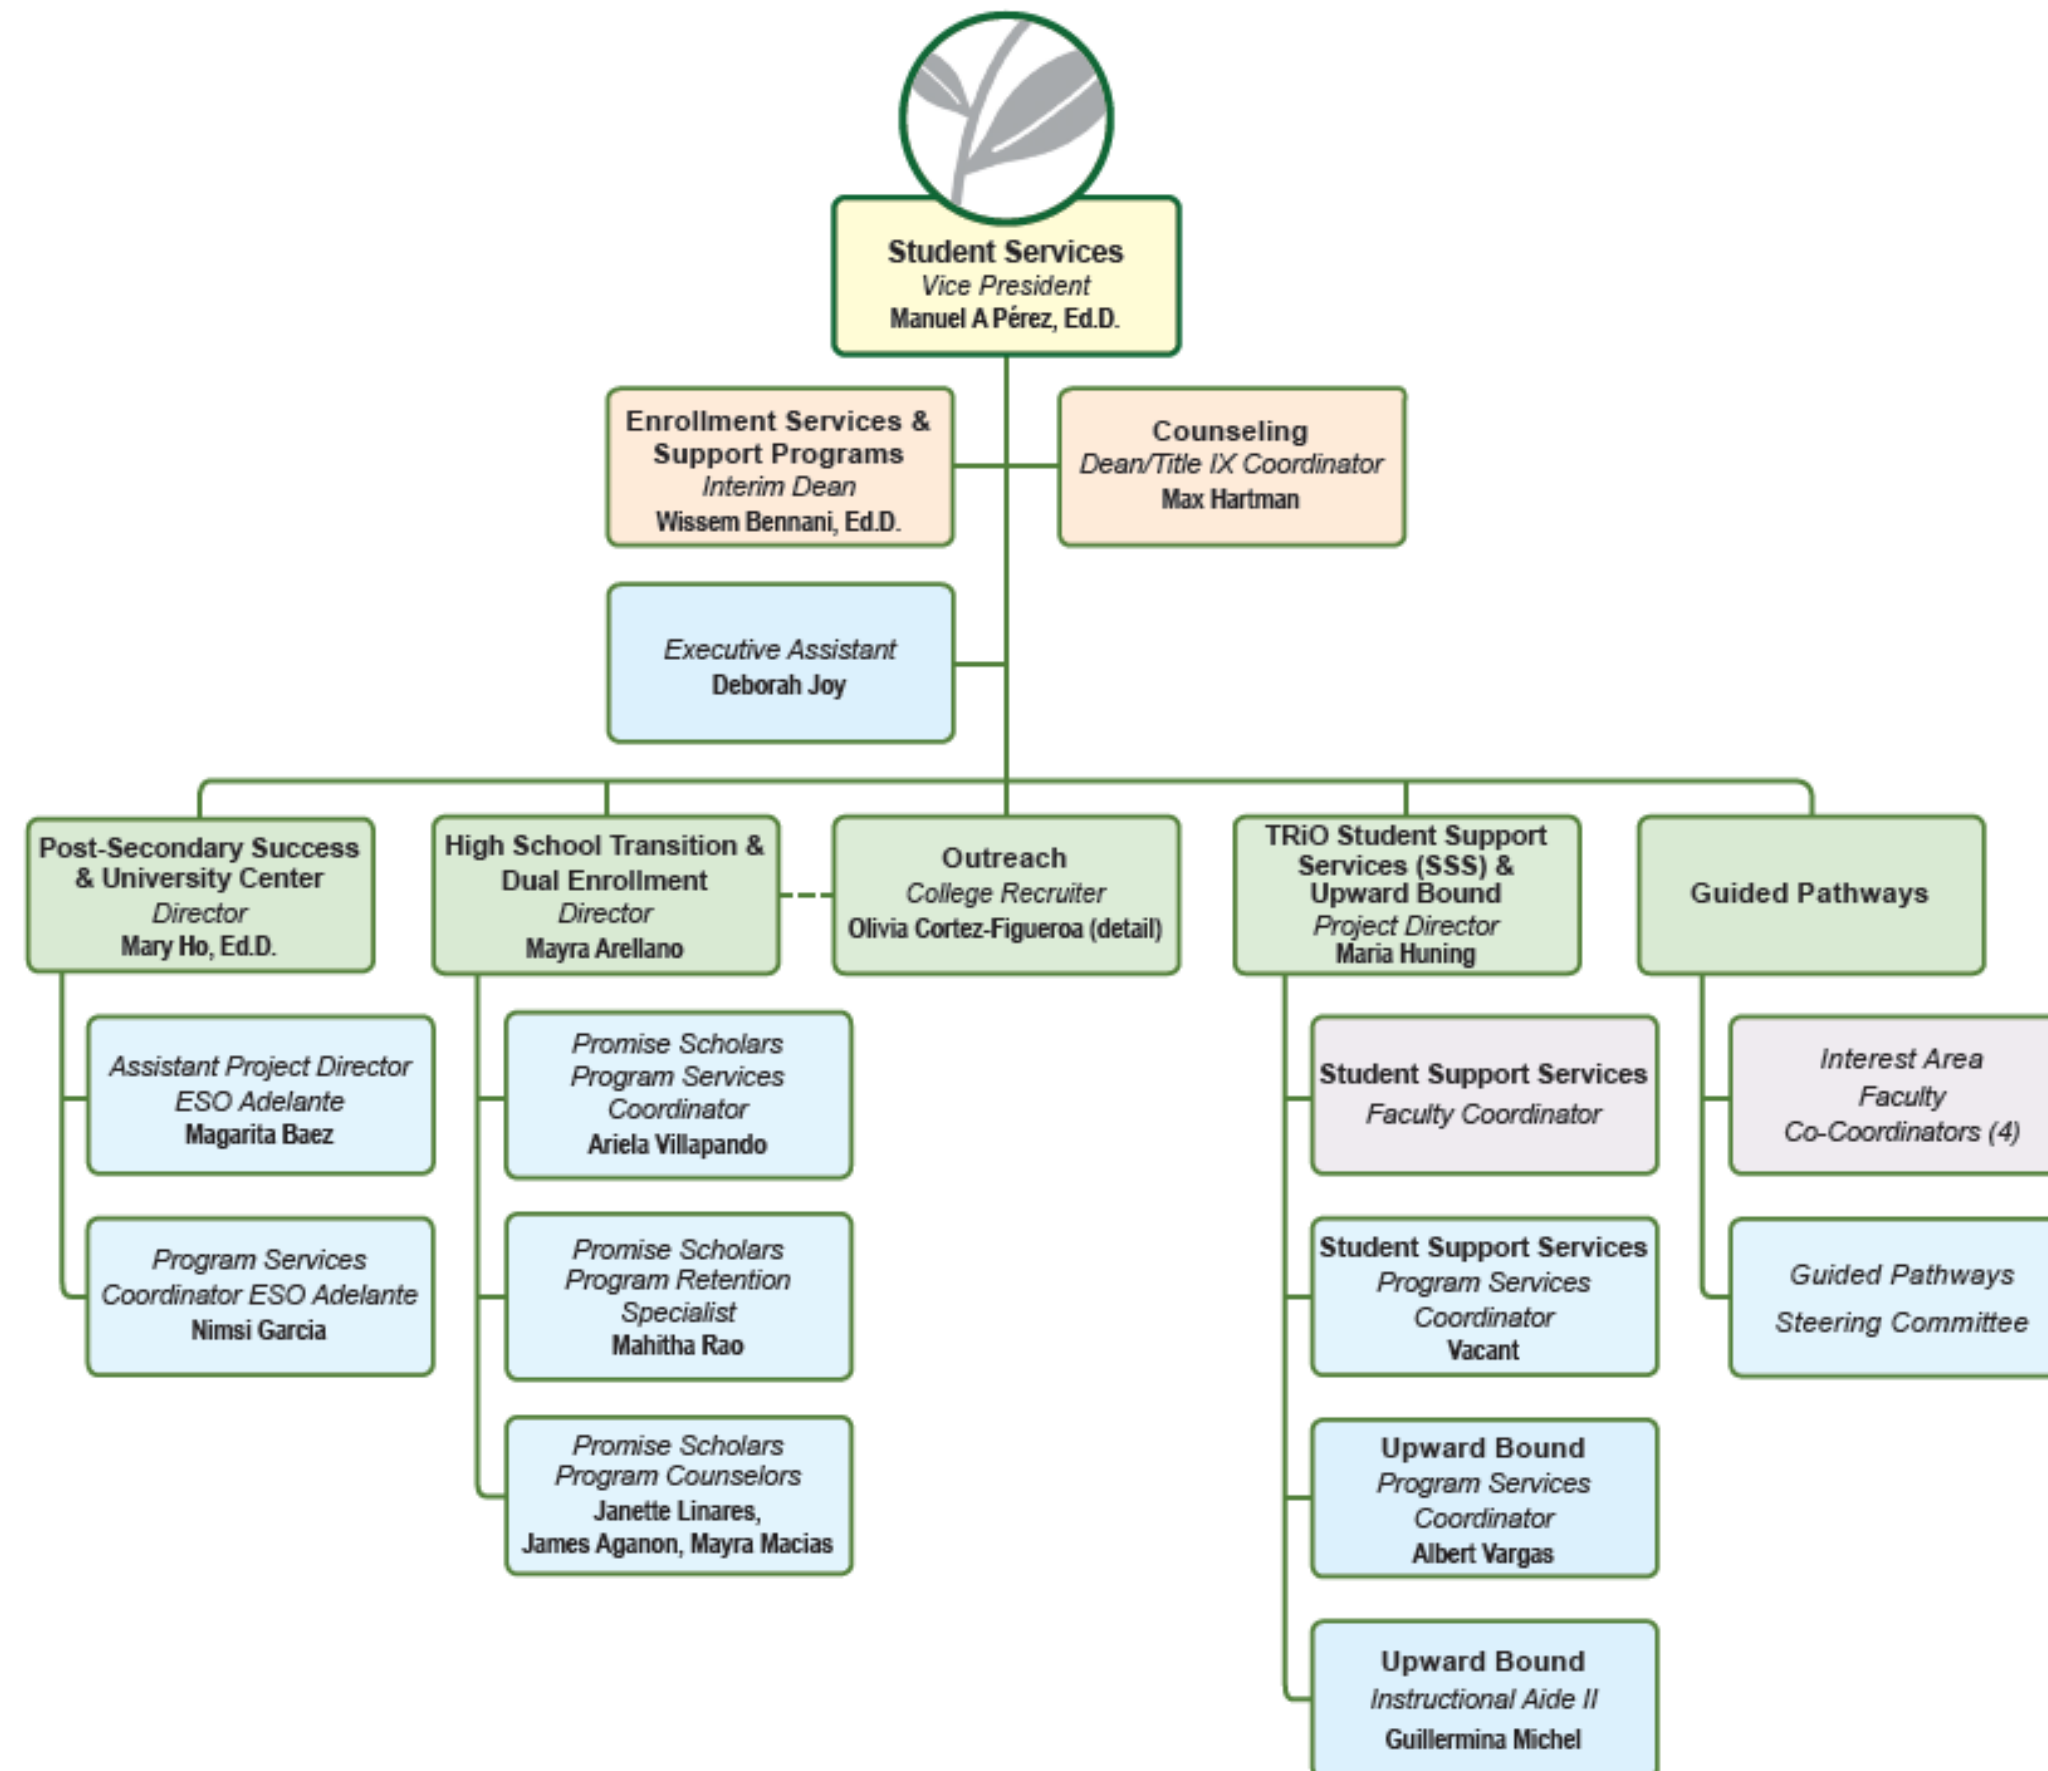 Student Services
Vice President
Manuel A Pérez, Ed.D.
Enrollment Services &
Support Programs
Interim Dean
Wissem Bennani, Ed.D.
Counseling
Dean/Title IX Coordinator
Max Hartman
Executive Assistant
Deborah Joy
Post-Secondary Success
& University Center
Director
Mary Ho, Ed.D.
High School Transition &
Dual Enrollment
Director
Mayra Arellano
Outreach
College Recruiter
Olivia Cortez-Figueroa (detail)
TRiO Student Support
Services (SSS) &
Upward Bound
Project Director
Maria Huning
Guided Pathways
Assistant Project Director
ESO Adelante
Magarita Baez
Program Services
Coordinator ESO Adelante
Nimsi Garcia
Promise Scholars
Program Services
Coordinator
Ariela Villapando
Promise Scholars
Program Retention
Specialist
Mahitha Rao
Promise Scholars
Program Counselors
Janette Linares,
James Aganon, Mayra Macias
Student Support Services
Faculty Coordinator
Student Support Services
Program Services
Coordinator
Vacant
Upward Bound
Program Services
Coordinator
Albert Vargas
Upward Bound
Instructional Aide II
Guillermina Michel
Interest Area
Faculty
Co-Coordinators (4)
Guided Pathways
Steering Committee